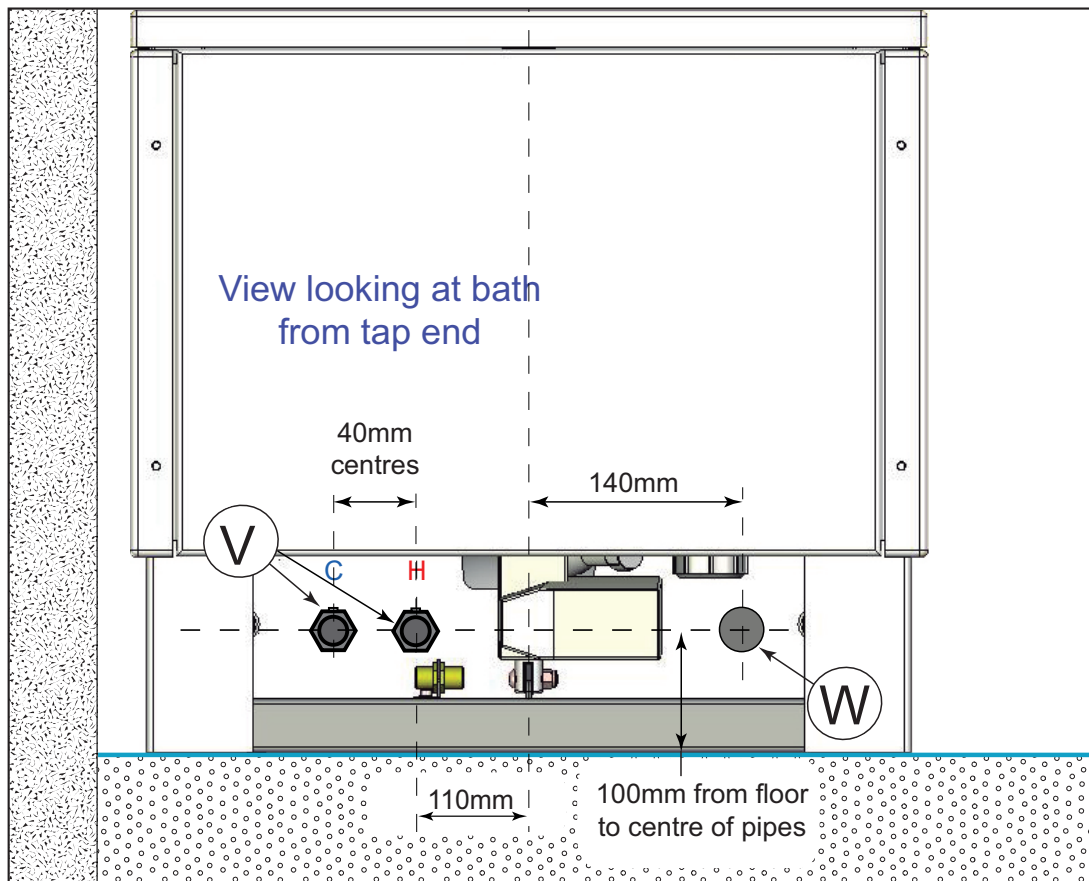 View looking at bath
from tap end
40mm
centres
140mm
V
C
H
W
110mm
100mm from floor
to centre of pipes